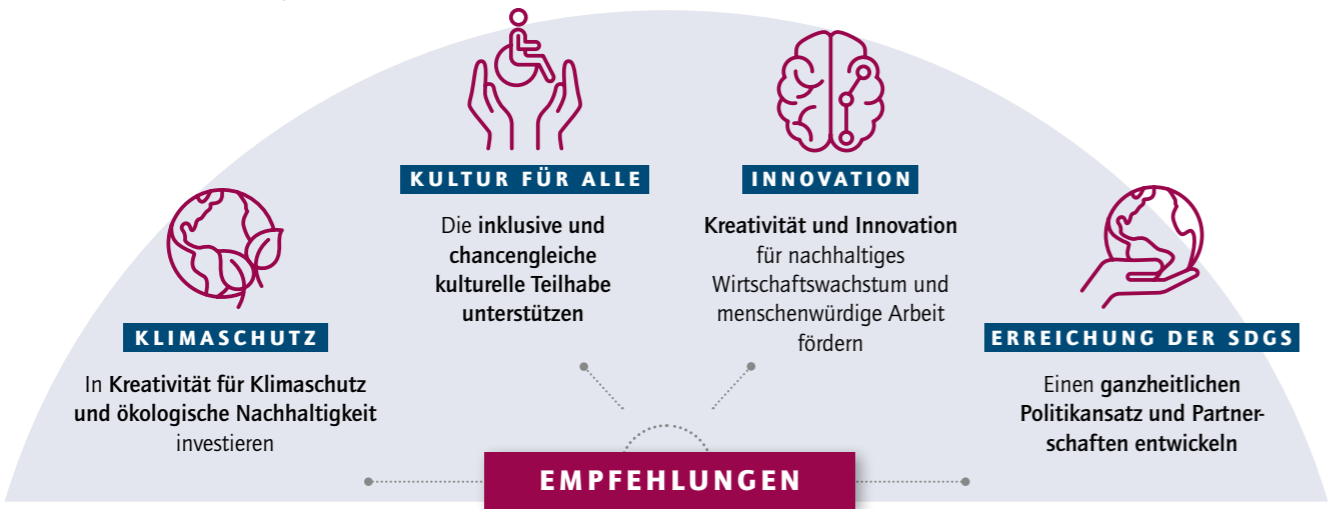 KLIMASCHUTZ
In Kreativität für Klimaschutz
und ökologische Nachhaltigkeit
investieren
KULTUR FÜR ALLE
Die inklusive und
chancengleiche
kulturelle Teilhabe
unterstützen
INNOVATION
Kreativität und Innovation
für nachhaltiges
Wirtschaftswachstum und
menschenwürdige Arbeit
fördern
ERREICHUNG DER SDGS
Einen ganzheitlichen
Politikansatz und Partner-
schaften entwickeln
EMPFEHLUNGEN